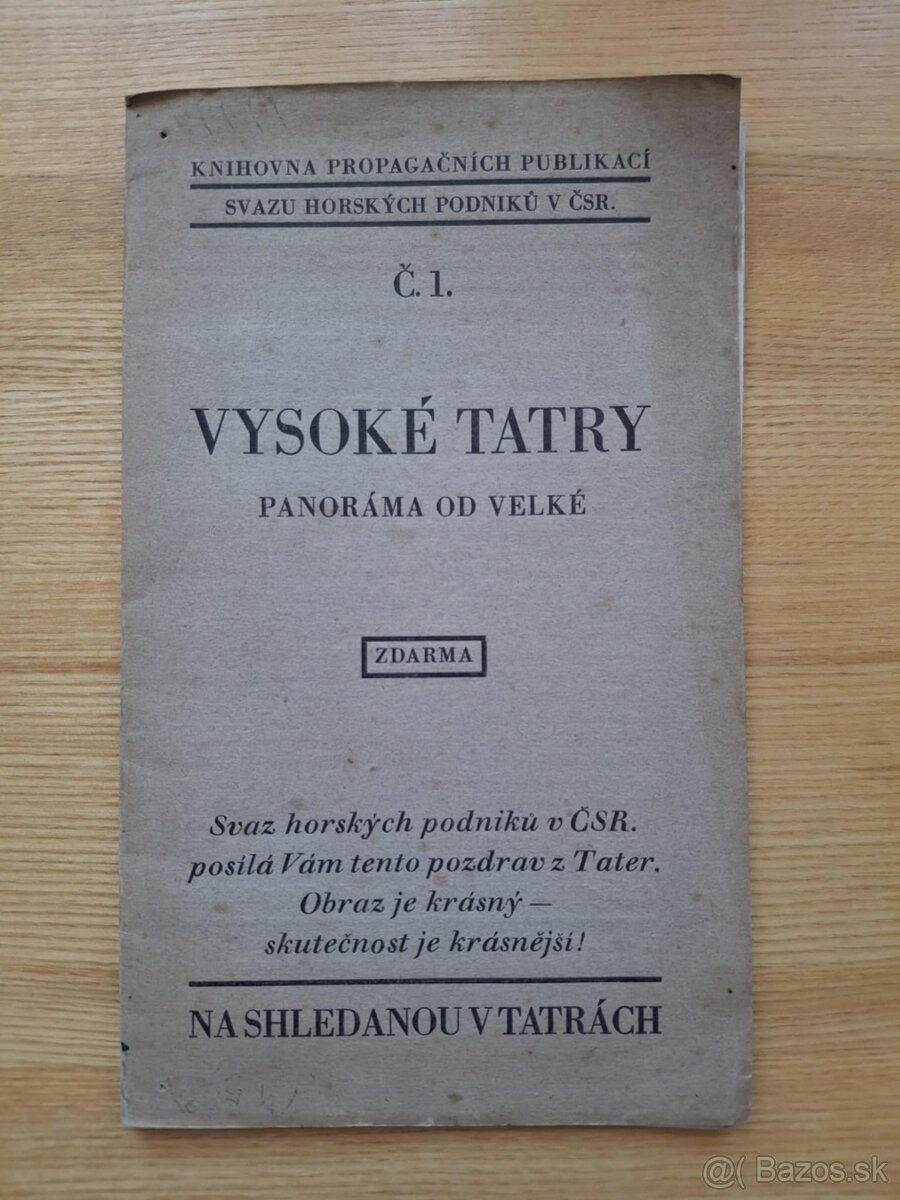 KNIHOVNA PROPAGAČNÍCH PUBLIKACÍ
SVAZU HORSKÝCH PODNIKŮ V ČSR.
Č. 1.
VYSOKÉ TATRY
PANORÁMA OD VELKÉ
ZDARMA
Svaz horských podniků v ČSR.
posílá Vám tento pozdrav z Tater.
Obraz je krásný —
skutečnost je krásnější!
NA SHLEDANOU V TATRÁCH
@( Bazos.sk